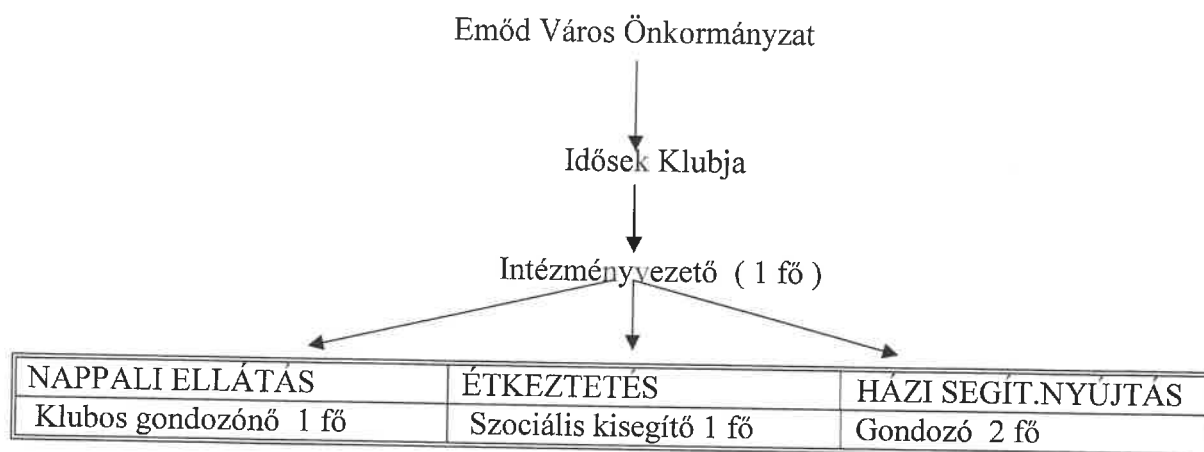 Emőd Város Önkormányzat
Idősek Klubja
Intézményvezető ( 1 fő )
NAPPALI ELLÁTÁS ÉTKEZTETÉS HÁZI SEGÍT.NYÚJTÁS
Klubos gondozónő 1 fő Szociális kisegítő 1 fő Gondozó 2 fő